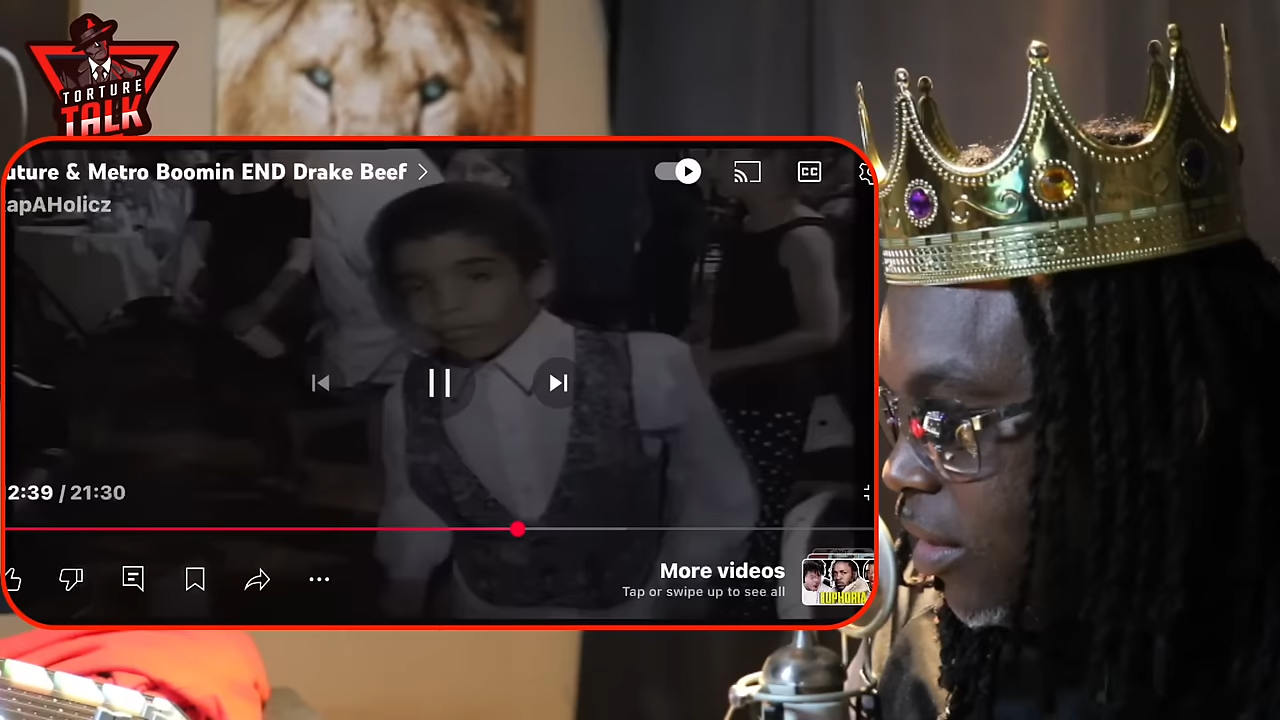 TORTURE
TALK
uture & Metro Boomin END Drake Beef
apAHolicz
CC
2:39 / 21:30
More videos
Tap or swipe up to see all
EUPHORIA